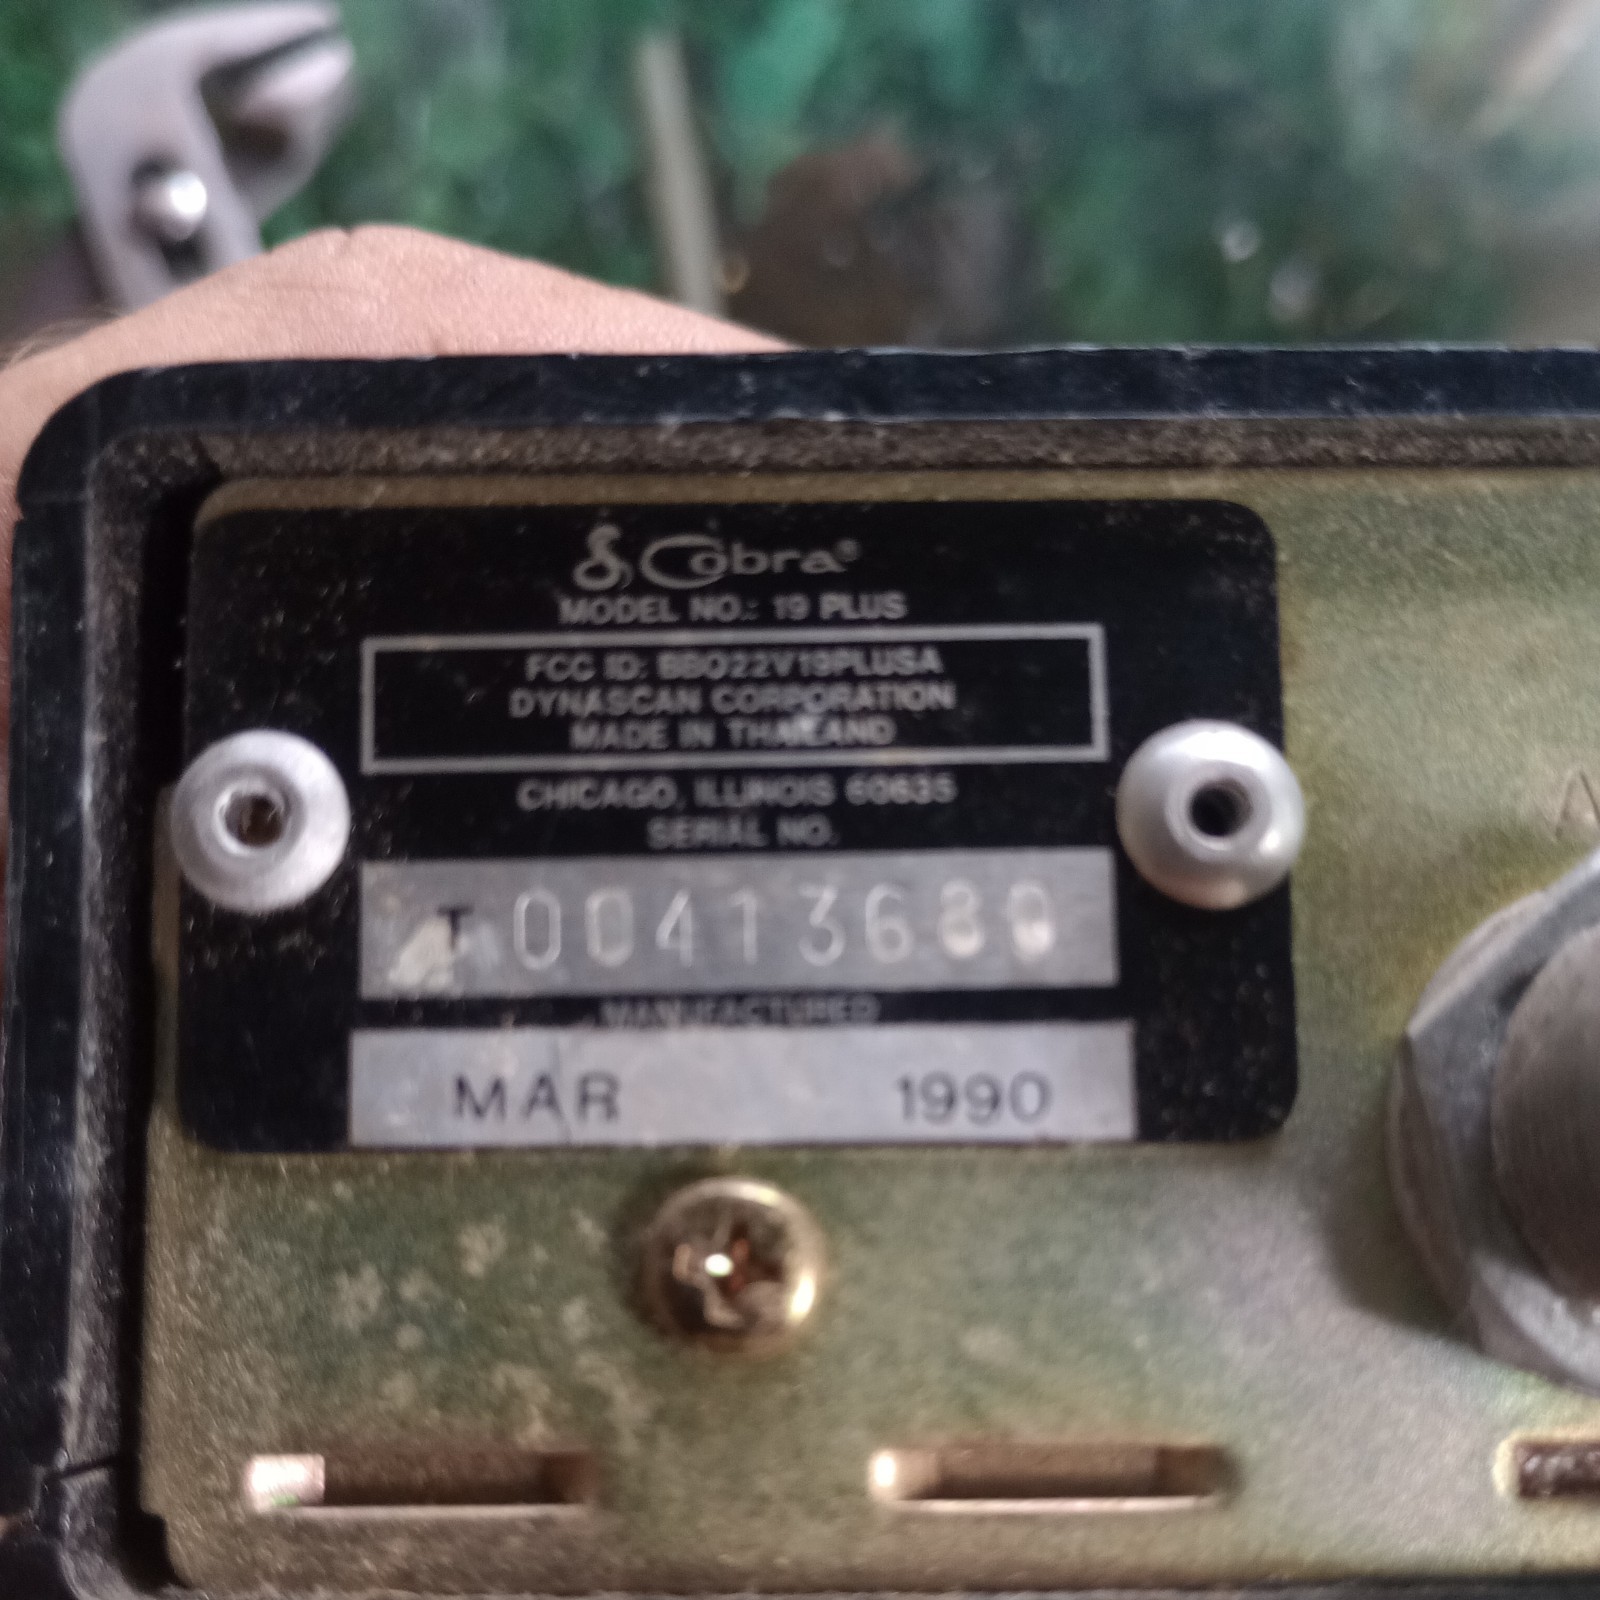 Cobra®
MODEL NO.: 19 PLUS
FCC ID: BBO22V19PLUSA
DYNASCAN CORPORATION
MADE IN THAILAND
CHICAGO, ILLINOIS 60635
SERIAL NO.
T
MANUFACTURED
MAR 1990